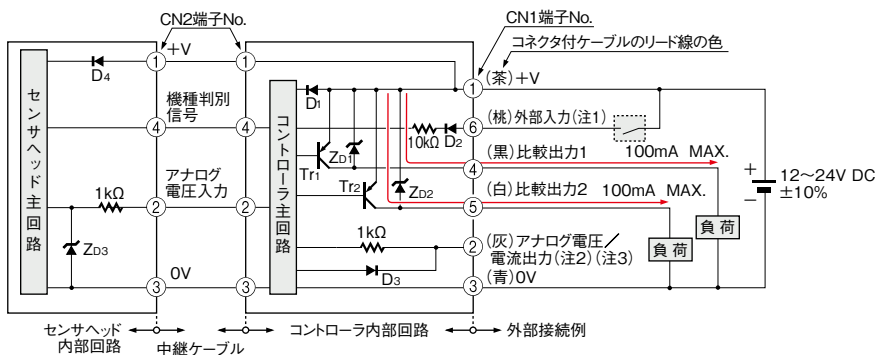 CN2端子No.
CN1端子No.
コネクタ付ケーブルのリード線の色
センサヘッド主回路
コントローラ主回路
+V
D4
1
1
機種判別
信号
4
4
アナログ
電圧入力
1kΩ
2
2
ZD3
0V
3
3
D1
10kΩ
D2
ZD1
Tr1
Tr2
ZD2
1kΩ
D3
1
(茶)+V
6
(桃)外部入力(注1)
(黒)比較出力1 100mA MAX.
4
(白)比較出力2 100mA MAX.
5
2
(灰)アナログ電圧/
電流出力(注2)(注3)
(青)0V
3
負荷
負荷
+
−
12～24V DC
±10%
センサヘッド
内部回路
中継ケーブル
コントローラ内部回路
外部接続例